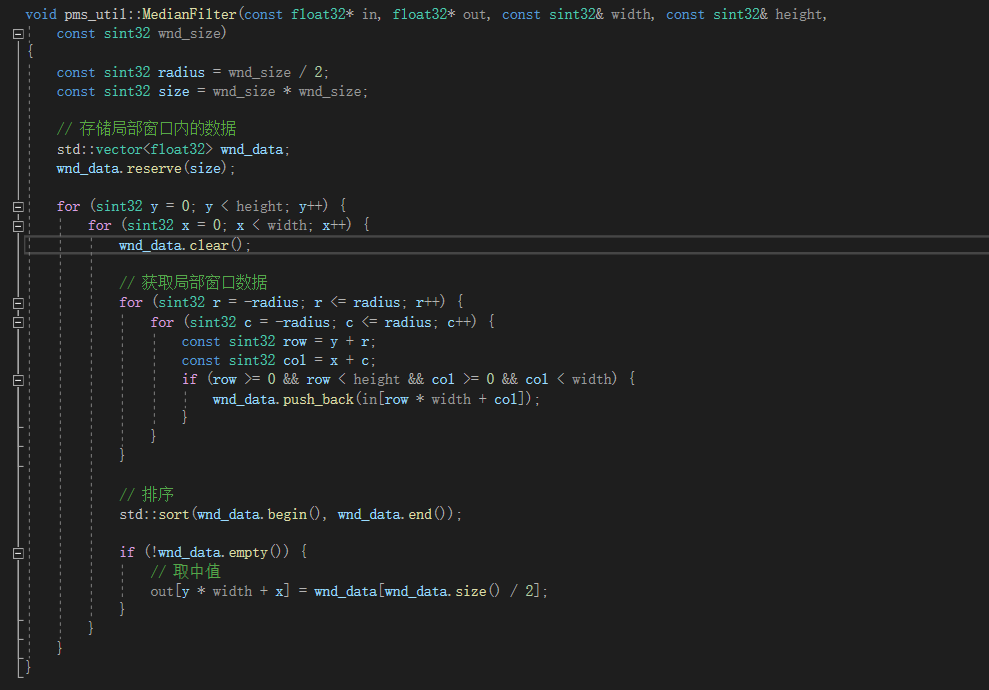 void pms_util::MedianFilter(const float32* in, float32* out, const sint32& width, const sint32& height,
const sint32 wnd_size)
{
const sint32 radius = wnd_size / 2;
const sint32 size = wnd_size * wnd_size;
// 存储局部窗口内的数据
std::vector<float32> wnd_data;
wnd_data.reserve(size);
for (sint32 y = 0; y < height; y++) {
for (sint32 x = 0; x < width; x++) {
wnd_data.clear();
// 获取局部窗口数据
for (sint32 r = -radius; r <= radius; r++) {
for (sint32 c = -radius; c <= radius; c++) {
const sint32 row = y + r;
const sint32 col = x + c;
if (row >= 0 && row < height && col >= 0 && col < width) {
wnd_data.push_back(in[row * width + col]);
}
}
}
// 排序
std::sort(wnd_data.begin(), wnd_data.end());
if (!wnd_data.empty()) {
// 取中值
out[y * width + x] = wnd_data[wnd_data.size() / 2];
}
}
}
}